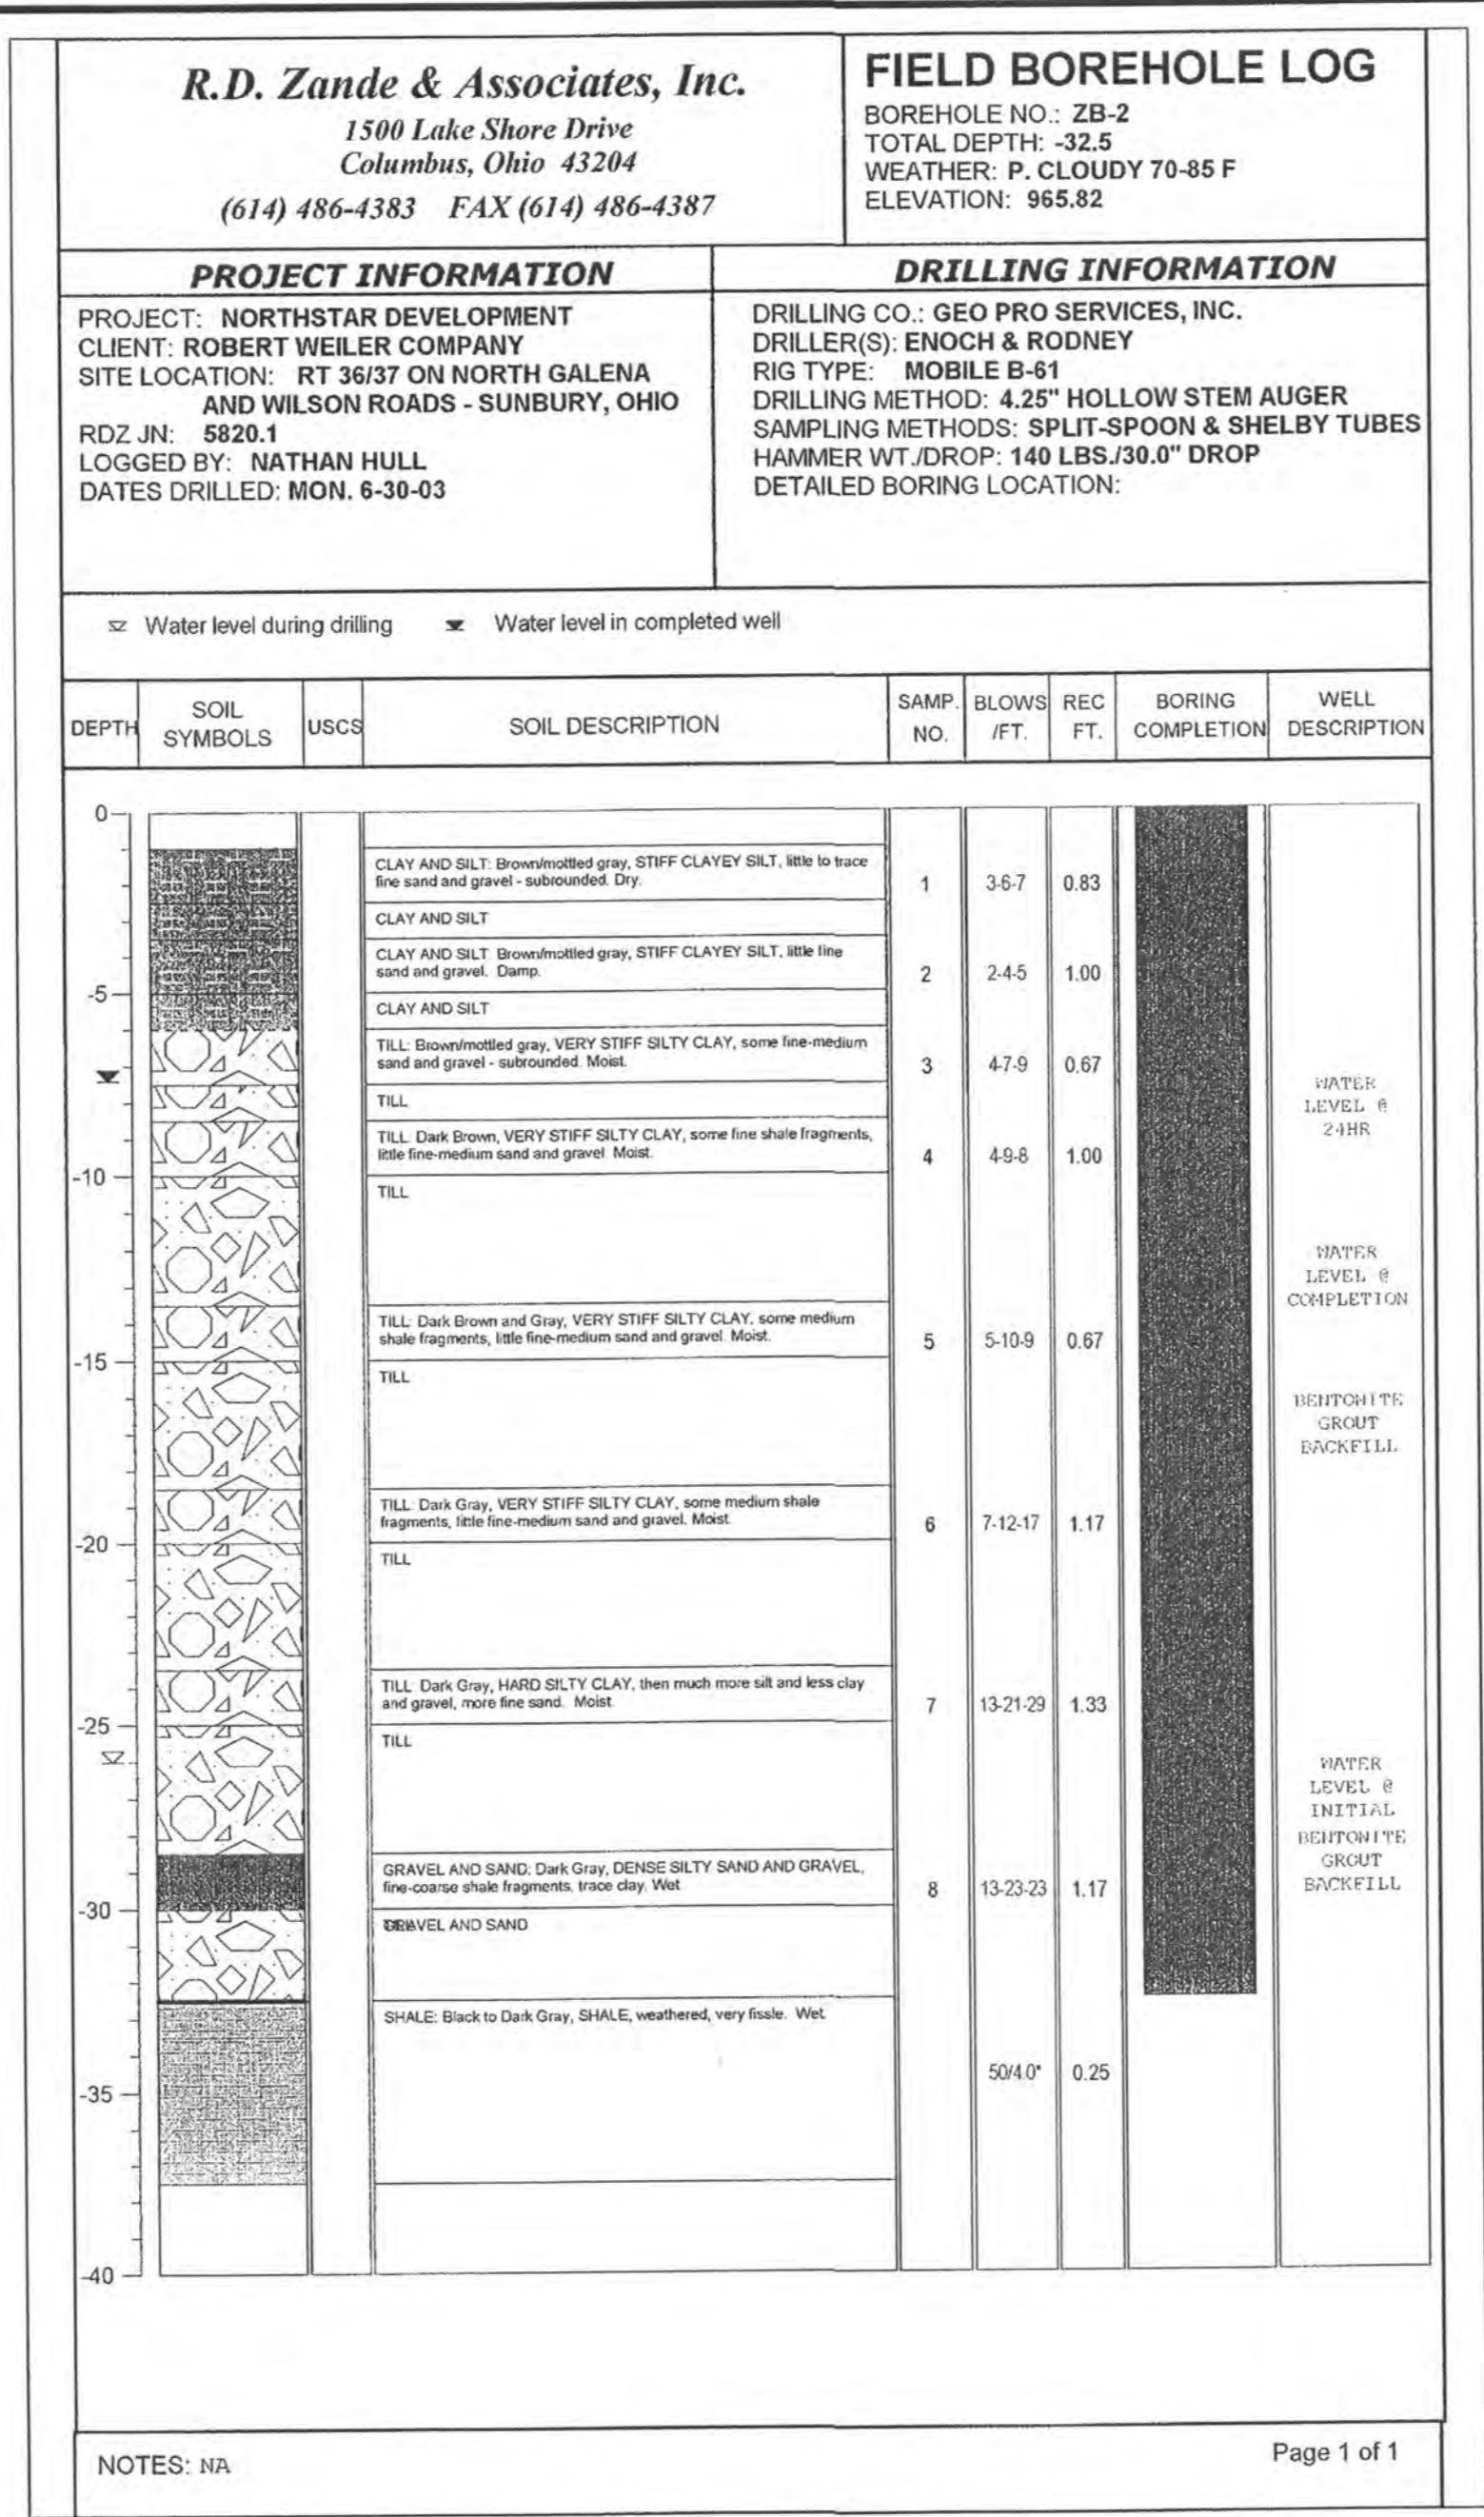 R.D. Zande & Associates, Inc.
1500 Lake Shore Drive
Columbus, Ohio 43204
(614) 486-4383 FAX (614) 486-4387
FIELD BOREHOLE LOG
BOREHOLE NO.: ZB-2
TOTAL DEPTH: -32.5
WEATHER: P. CLOUDY 70-85 F
ELEVATION: 965.82
PROJECT INFORMATION
PROJECT: NORTHSTAR DEVELOPMENT
CLIENT: ROBERT WEILER COMPANY
SITE LOCATION: RT 36/37 ON NORTH GALENA
AND WILSON ROADS - SUNBURY, OHIO
RDZ JN: 5820.1
LOGGED BY: NATHAN HULL
DATES DRILLED: MON. 6-30-03
DRILLING INFORMATION
DRILLING CO.: GEO PRO SERVICES, INC.
DRILLER(S): ENOCH & RODNEY
RIG TYPE: MOBILE B-61
DRILLING METHOD: 4.25" HOLLOW STEM AUGER
SAMPLING METHODS: SPLIT-SPOON & SHELBY TUBES
HAMMER WT./DROP: 140 LBS./30.0" DROP
DETAILED BORING LOCATION:
Water level during drilling Water level in completed well
DEPTH
SOIL
SYMBOLS
USCS
SOIL DESCRIPTION
SAMP.
NO.
BLOWS
/FT.
REC
FT.
BORING
COMPLETION
WELL
DESCRIPTION
0
CLAY AND SILT: Brown/mottled gray, STIFF CLAYEY SILT, little to trace
fine sand and gravel - subrounded. Dry.
1 3-6-7 0.83
CLAY AND SILT
CLAY AND SILT: Brown/mottled gray, STIFF CLAYEY SILT, little fine
sand and gravel. Damp.
2 2-4-5 1.00
-5
CLAY AND SILT
TILL: Brown/mottled gray, VERY STIFF SILTY CLAY, some fine-medium
sand and gravel - subrounded. Moist.
3 4-7-9 0.67
TILL
WATER
LEVEL @
24HR
TILL: Dark Brown, VERY STIFF SILTY CLAY, some fine shale fragments,
little fine-medium sand and gravel. Moist.
4 4-9-8 1.00
-10
TILL
WATER
LEVEL @
COMPLETION
TILL: Dark Brown and Gray, VERY STIFF SILTY CLAY, some medium
shale fragments, little fine-medium sand and gravel. Moist.
5 5-10-9 0.67
-15
TILL
BENTONITE
GROUT
BACKFILL
TILL: Dark Gray, VERY STIFF SILTY CLAY, some medium shale
fragments, little fine-medium sand and gravel. Moist.
6 7-12-17 1.17
-20
TILL
TILL: Dark Gray, HARD SILTY CLAY, then much more silt and less clay
and gravel, more fine sand. Moist.
7 13-21-29 1.33
-25
TILL
WATER
LEVEL @
INITIAL
BENTONITE
GROUT
BACKFILL
GRAVEL AND SAND: Dark Gray, DENSE SILTY SAND AND GRAVEL,
fine-coarse shale fragments, trace clay. Wet.
8 13-23-23 1.17
-30
GRAVEL AND SAND
SHALE: Black to Dark Gray, SHALE, weathered, very fissle. Wet.
50/4.0" 0.25
-35
-40
NOTES: NA
Page 1 of 1